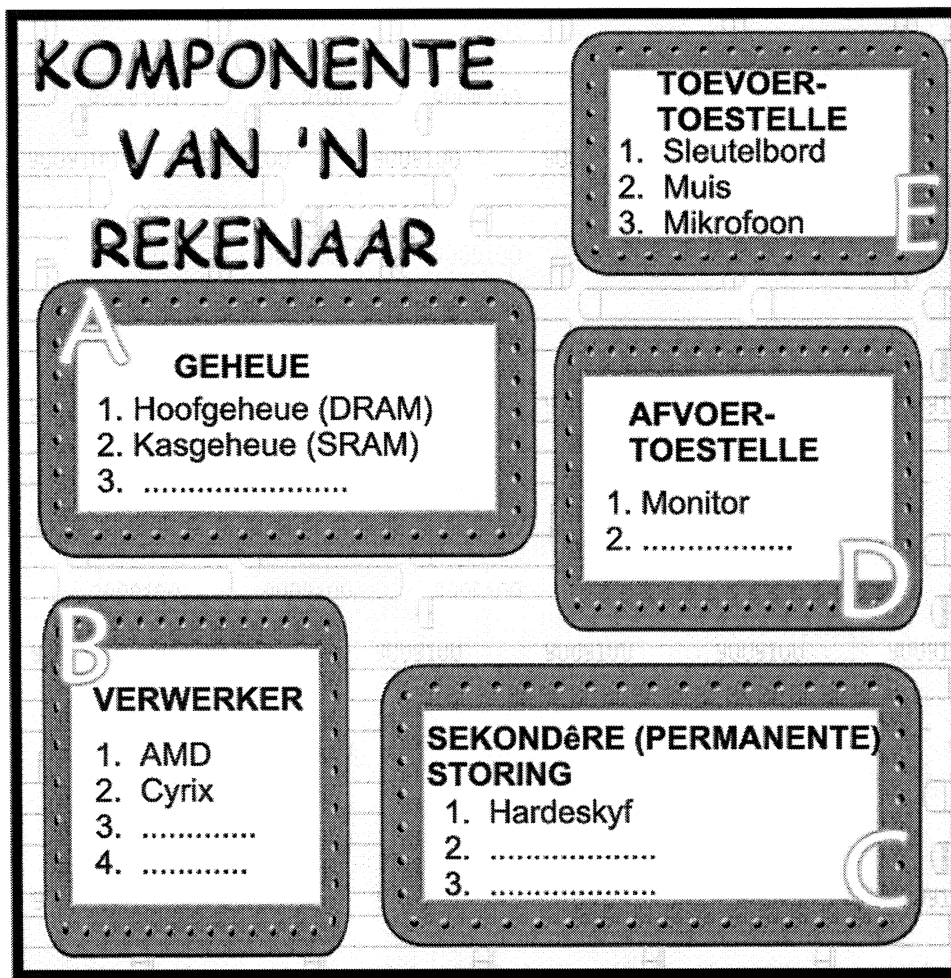 KOMPONENTE
VAN 'N
REKENAAR
A
GEHEUE
1. Hoofgeheue (DRAM)
2. Kasgeheue (SRAM)
3. .......................
B
VERWERKER
1. AMD
2. Cyrix
3. .............
4. ............
SEKONDêRE (PERMANENTE)
STORING
1. Hardeskyf
2. ...................
3. ...................
C
AFVOER-
TOESTELLE
1. Monitor
2. .................
D
TOEVOER-
TOESTELLE
1. Sleutelbord
2. Muis
3. Mikrofoon
E